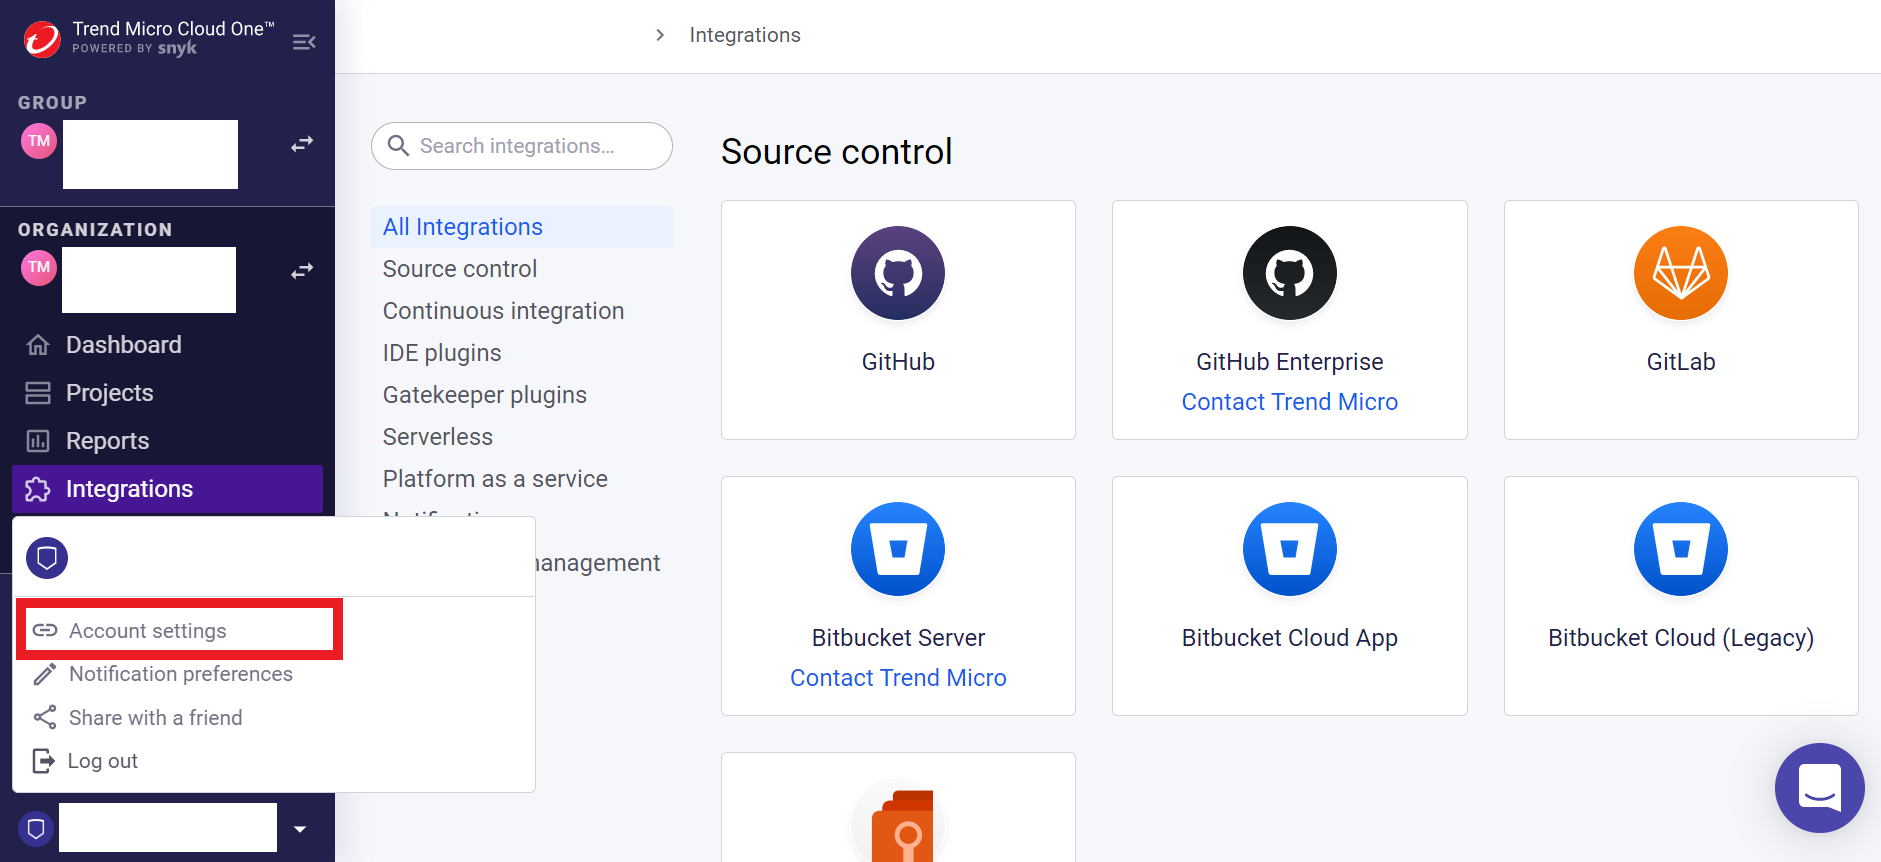 Trend Micro Cloud One™
POWERED BY snyk
GROUP
TM
ORGANIZATION
TM
Dashboard
Projects
Reports
Integrations
Account settings
Notification preferences
Share with a friend
Log out
> Integrations
Search integrations...
All Integrations
Source control
Continuous integration
IDE plugins
Gatekeeper plugins
Serverless
Platform as a service
Source control
GitHub
GitHub Enterprise
Contact Trend Micro
GitLab
Bitbucket Server
Contact Trend Micro
Bitbucket Cloud App
Bitbucket Cloud (Legacy)